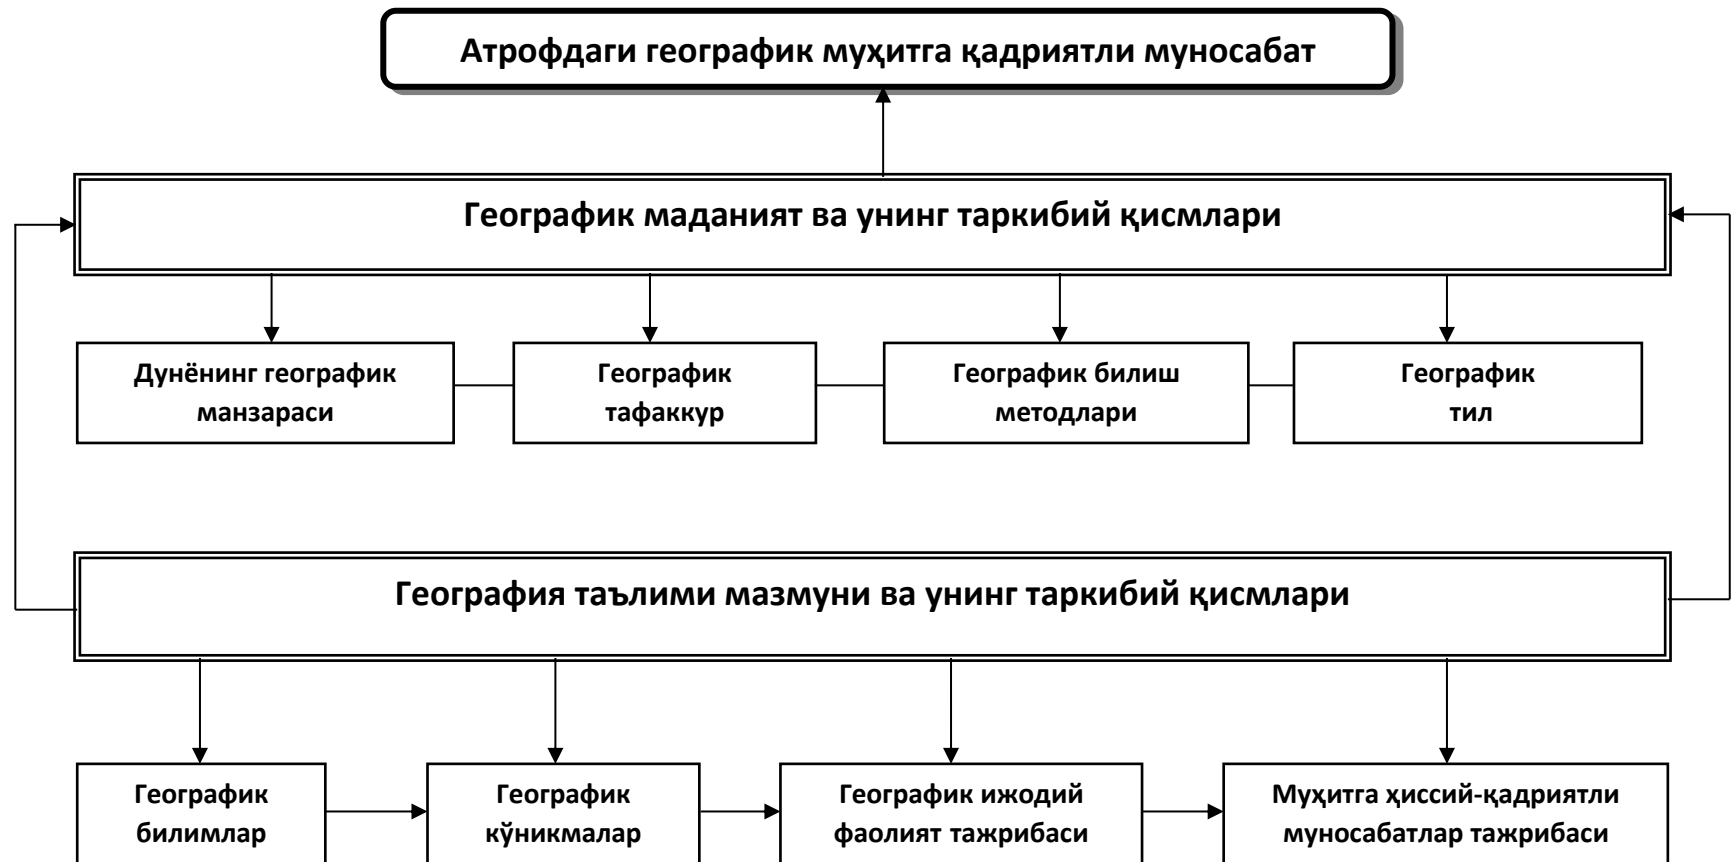 Атрофдаги географик муҳитга қадриятли муносабат
Географик маданият ва унинг таркибий қисмлари
Дунёнинг географик
манзараси
Географик
тафаккур
Географик билиш
методлари
Географик
тил
География таълими мазмуни ва унинг таркибий қисмлари
Географик
билимлар
Географик
кўникмалар
Географик ижодий
фаолият тажрибаси
Муҳитга ҳиссий-қадриятли
муносабатлар тажрибаси